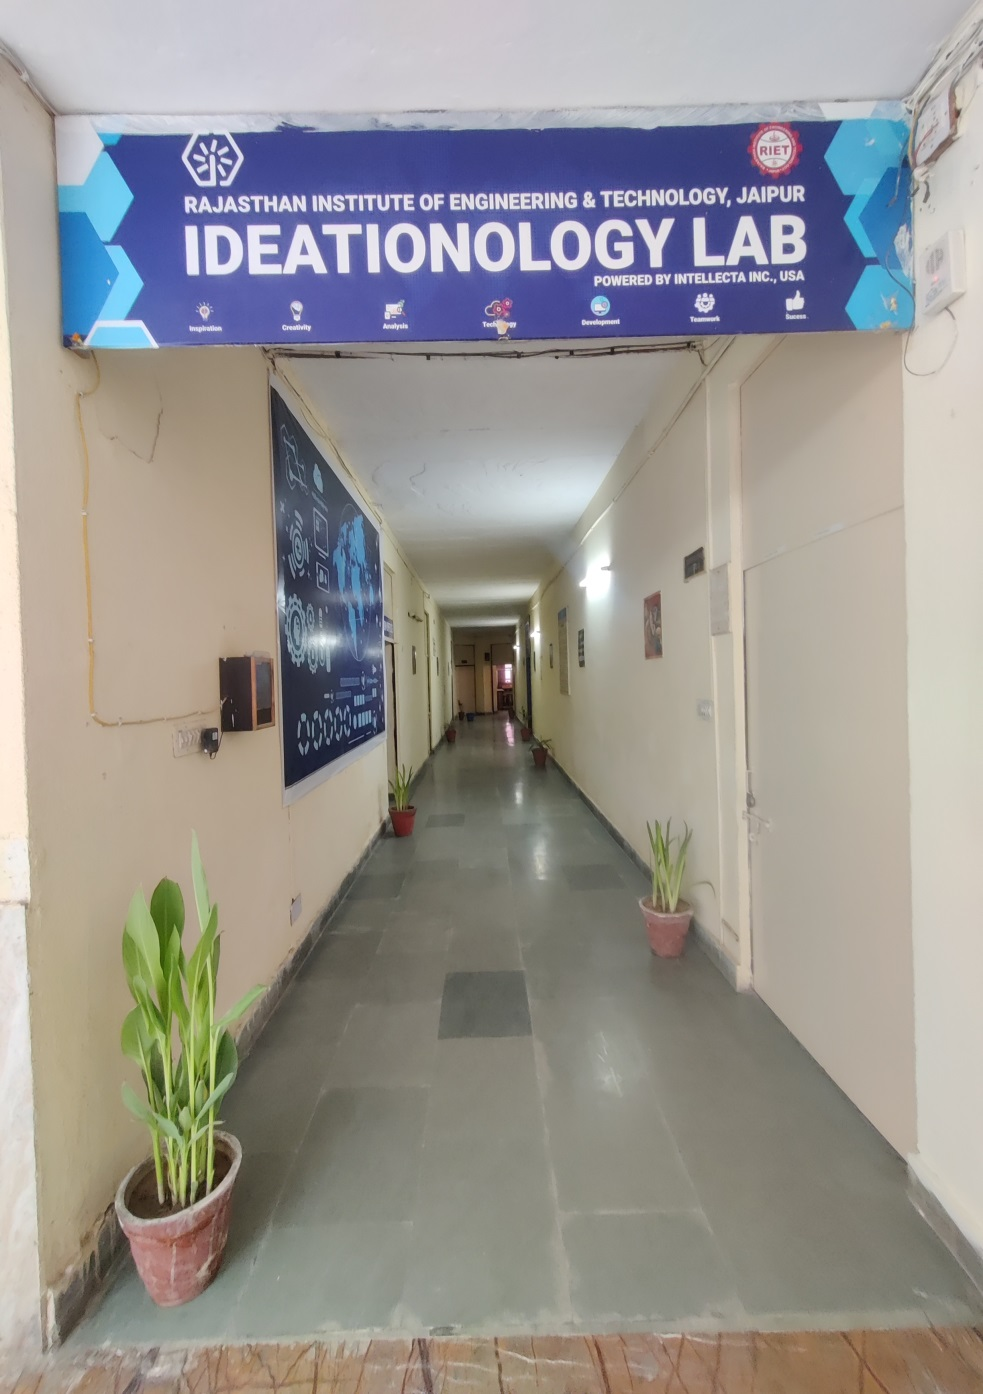 RIET
RAJASTHAN INSTITUTE OF ENGINEERING & TECHNOLOGY, JAIPUR
IDEATIONOLOGY LAB
POWERED BY INTELLECTA INC., USA
Inspiration Creativity Analysis Development Teamwork